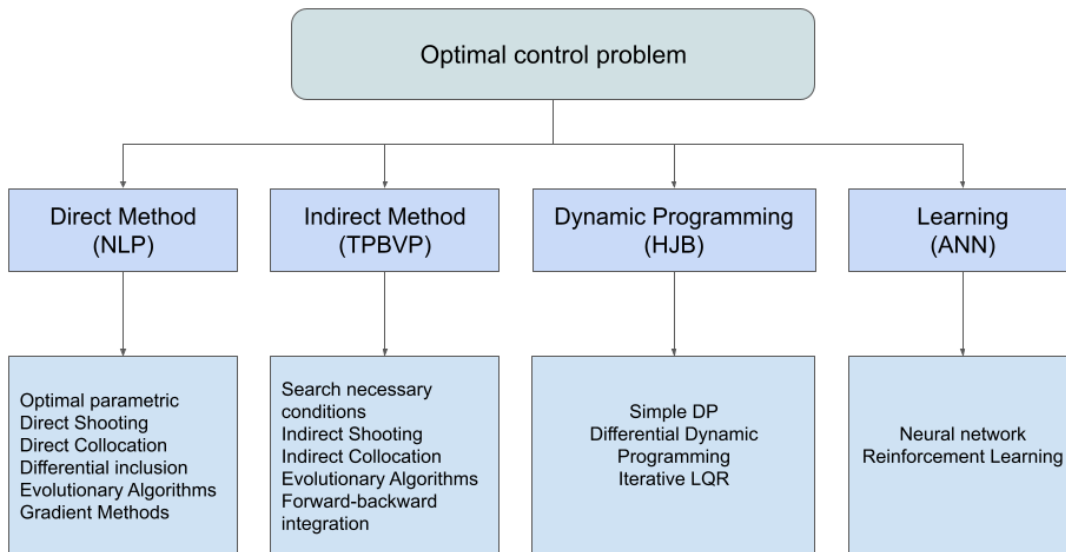 Optimal control problem
Direct Method
(NLP)
Indirect Method
(TPBVP)
Dynamic Programming
(HJB)
Learning
(ANN)
Optimal parametric
Direct Shooting
Direct Collocation
Differential inclusion
Evolutionary Algorithms
Gradient Methods
Search necessary
conditions
Indirect Shooting
Indirect Collocation
Evolutionary Algorithms
Forward-backward
integration
Simple DP
Differential Dynamic
Programming
Iterative LQR
Neural network
Reinforcement Learning